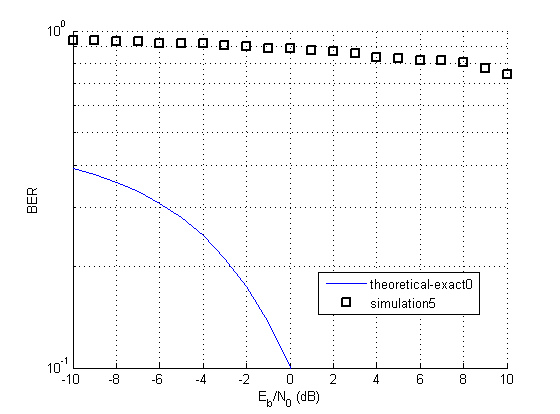 10^0
BER
theoretical-exact0
simulation5
10^-1
-10 -8 -6 -4 -2 0 2 4 6 8 10
E_b/N_0 (dB)